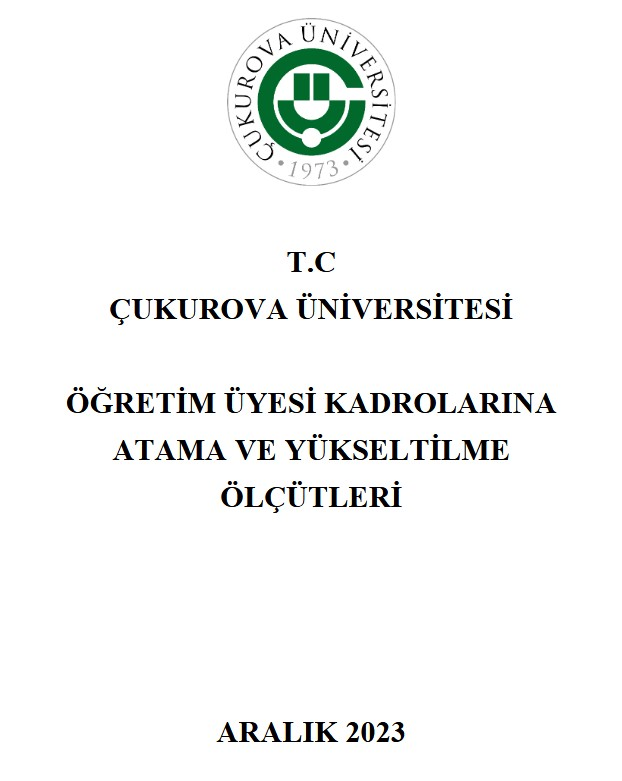 ÇUKUROVA ÜNİVERSİTESİ
• 1973 •
T.C
ÇUKUROVA ÜNİVERSİTESİ
ÖĞRETİM ÜYESİ KADROLARINA
ATAMA VE YÜKSELTİLME
ÖLÇÜTLERİ
ARALIK 2023